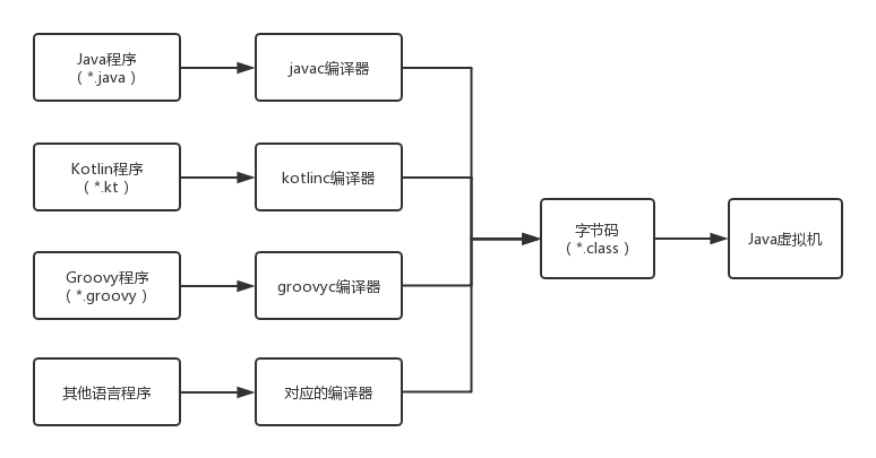 Java程序
（*.java）
javac编译器
Kotlin程序
（*.kt）
kotlinc编译器
字节码
（*.class）
Java虚拟机
Groovy程序
（*.groovy）
groovyc编译器
其他语言程序
对应的编译器